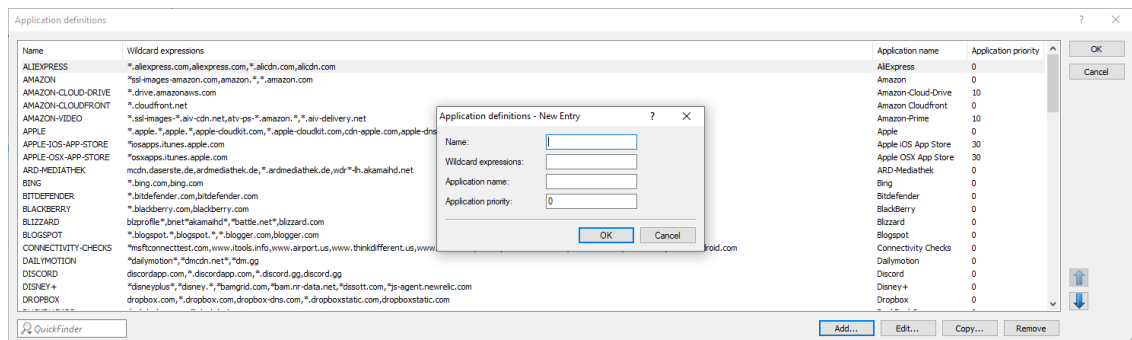 Application definitions
Name Wildcard expressions Application name Application priority
OK
Cancel
ALIEXPRESS *.aliexpress.com,aliexpress.com,*.alicdn.com,alicdn.com AliExpress 0
AMAZON *ssl-images-amazon.com,amazon.*,*.amazon.com Amazon 0
AMAZON-CLOUD-DRIVE *.drive.amazonaws.com Amazon-Cloud-Drive 10
AMAZON-CLOUDFRONT *.cloudfront.net Amazon Cloudfront 0
AMAZON-VIDEO *.ssl-images-*.aiv-cdn.net,atv-ps-*.amazon.*,*.aiv-delivery.net Amazon-Prime 10
APPLE *.apple.*,apple.*,*.apple-cloudkit.com,*.apple-cloudkit.com,cdn-apple.com,apple-dns Apple 0
APPLE-IOS-APP-STORE *iosapps.itunes.apple.com Apple iOS App Store 30
APPLE-OSX-APP-STORE *osxapps.itunes.apple.com Apple OSX App Store 30
ARD-MEDIATHEK mcdn.daserste.de,ardmediathek.de,*.ardmediathek.de,wdr*-lh.akamaihd.net ARD-Mediathek 0
BING *.bing.com,bing.com Bing 0
BITDEFENDER *.bitdefender.com,bitdefender.com Bitdefender 0
BLACKBERRY *.blackberry.com,blackberry.com BlackBerry 0
BLIZZARD blzprofile*,bnet*akamaihd*,*battle.net*,blizzard.com Blizzard 0
BLOGSPOT *.blogspot.*,blogspot.*,*.blogger.com,blogger.com Blogspot 0
CONNECTIVITY-CHECKS *msftconnecttest.com,www.itools.info,www.airport.us,www.thinkdifferent.us,www. droid.com Connectivity Checks 0
DAILYMOTION *dailymotion*,*dmcdn.net*,*dm.gg Dailymotion 0
DISCORD discordapp.com,*.discordapp.com,*.discord.gg,discord.gg Discord 0
DISNEY+ *disneyplus*,*disney.*,*bamgrid.com,*bam.nr-data.net,*dssott.com,*js-agent.newrelic.com Disney+ 0
DROPBOX dropbox.com,*.dropbox.com,dropbox-dns.com,*.dropboxstatic.com,dropboxstatic.com Dropbox 0
Application definitions - New Entry
Name:
Wildcard expressions:
Application name:
Application priority: 0
OK Cancel
QuickFinder
Add... Edit... Copy... Remove